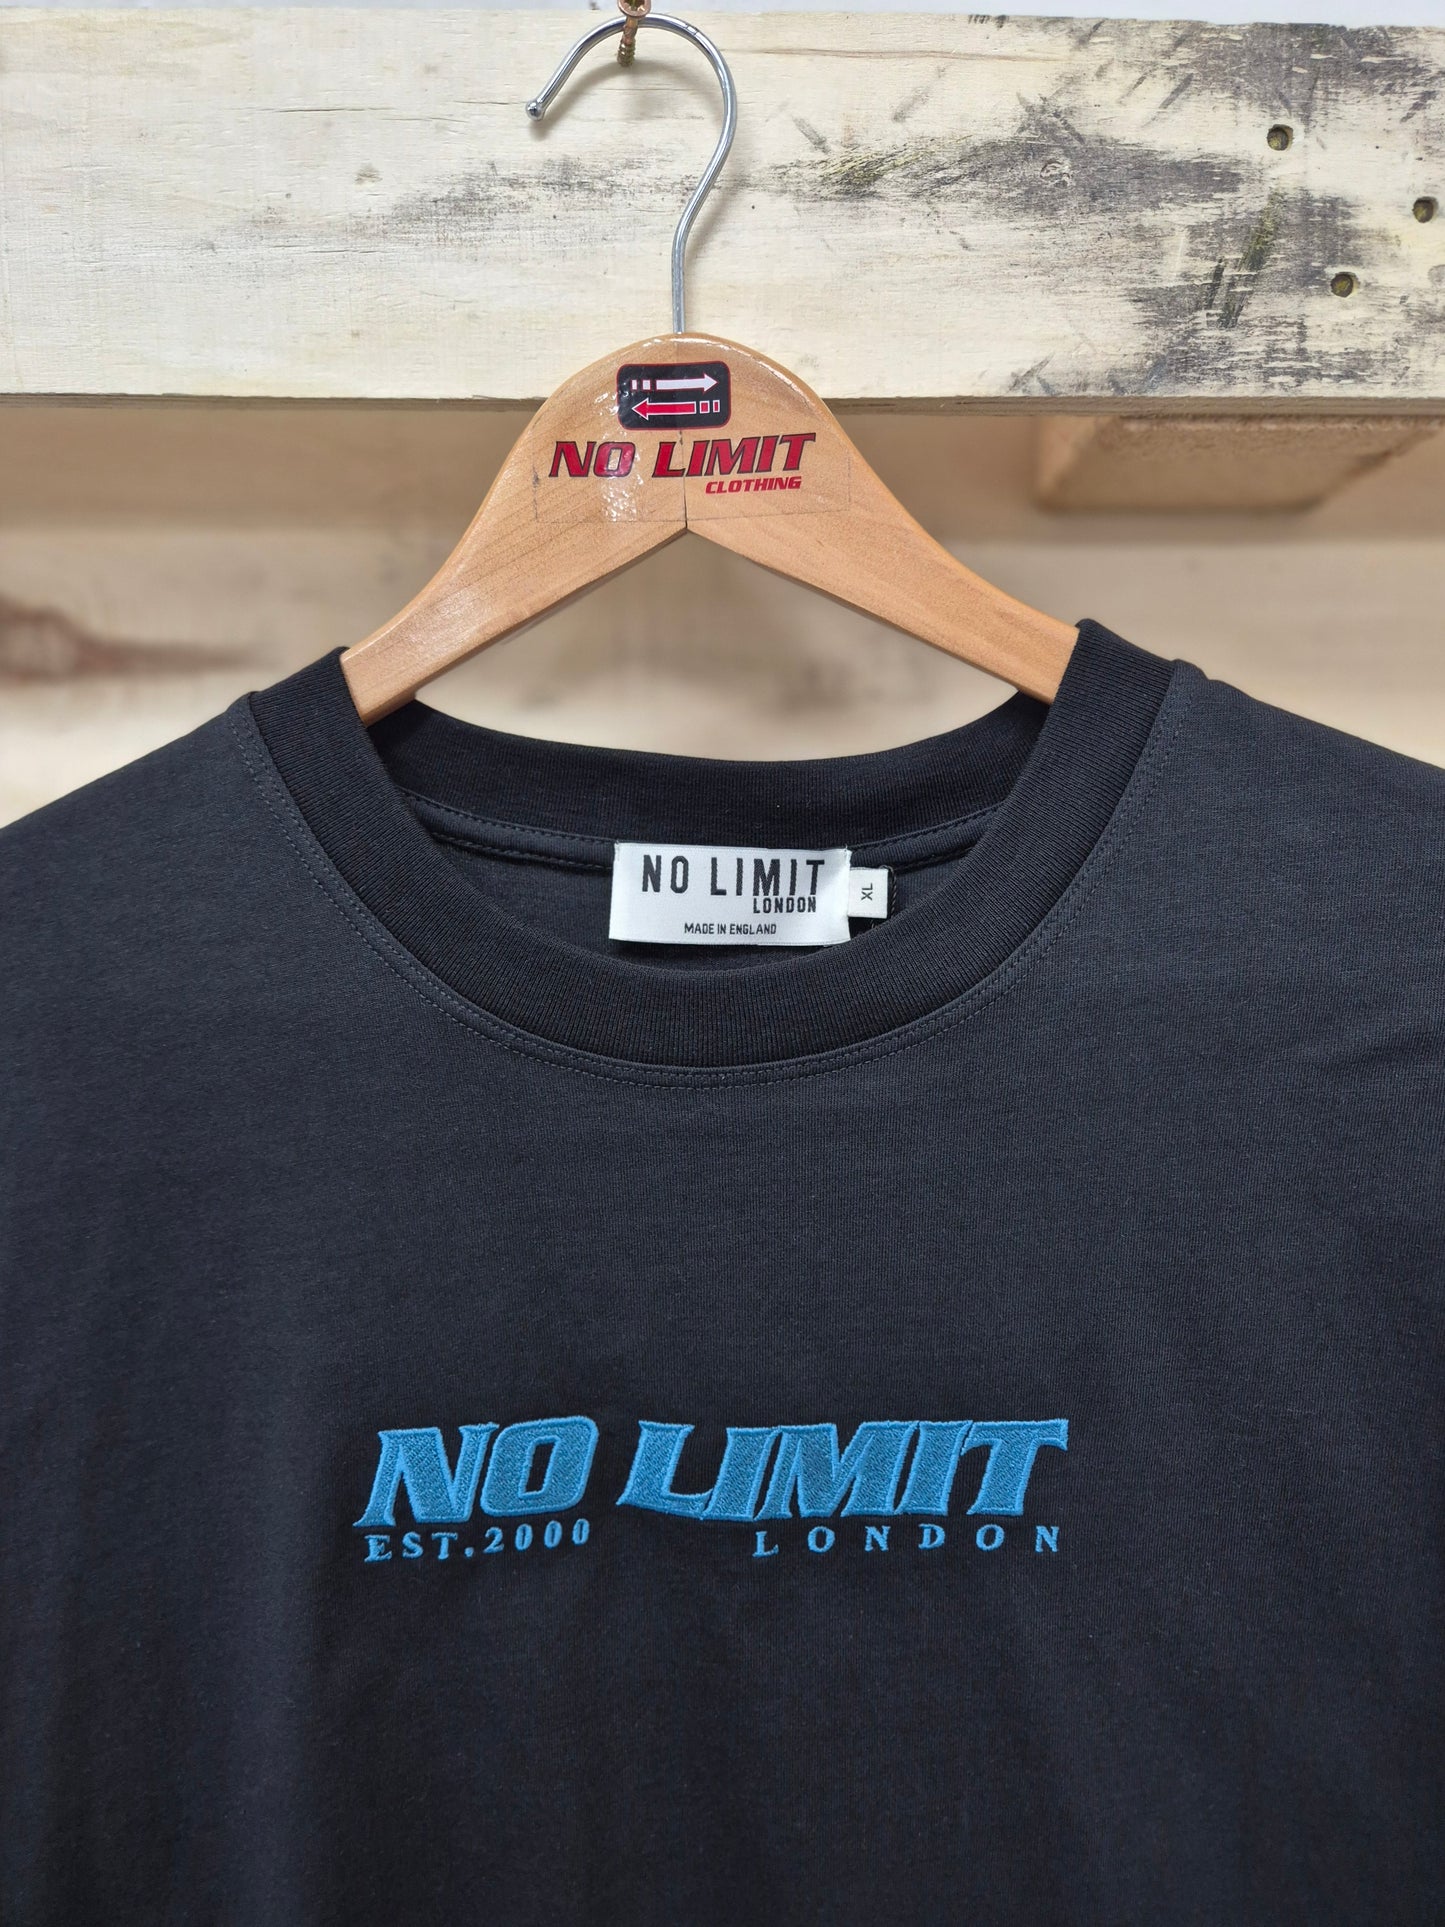 NO LIMIT
CLOTHING
NO LIMIT
LONDON
MADE IN ENGLAND
XL
NO LIMIT
EST.2000 LONDON